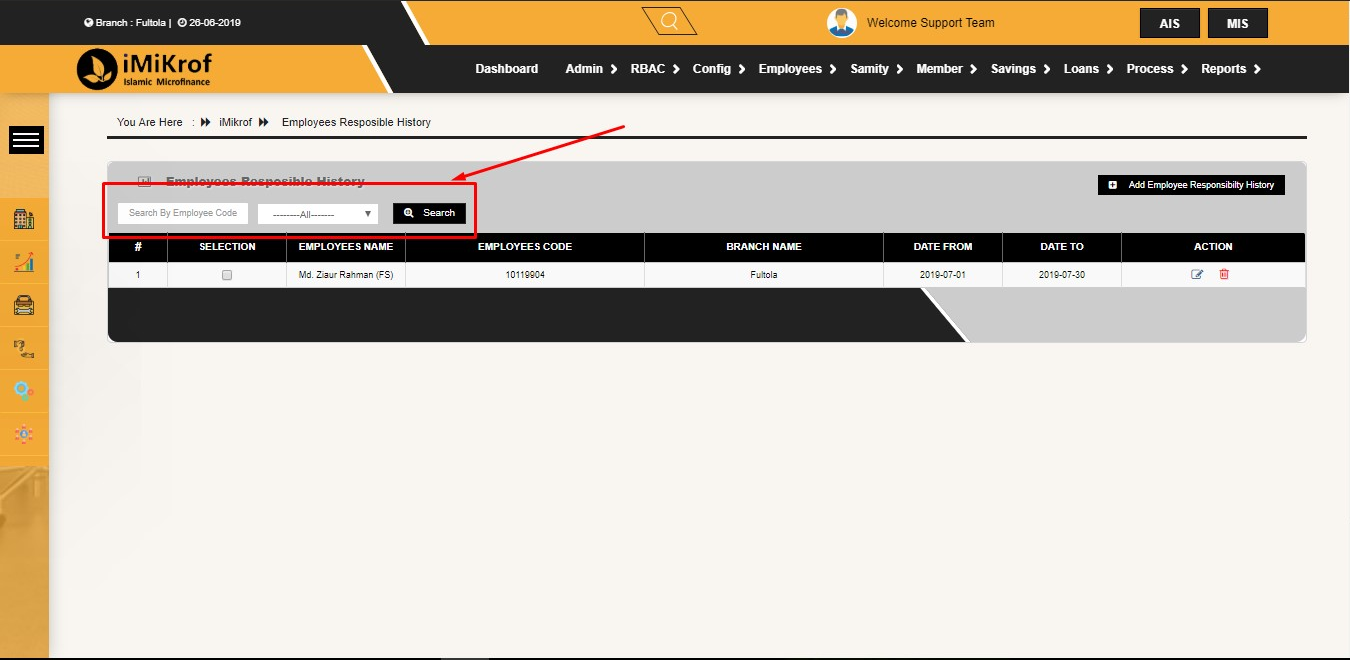 Branch : Fultola | 26-06-2019
Welcome Support Team
AIS
MIS
iMiKrof
Islamic Microfinance
Dashboard Admin RBAC Config Employees Samity Member Savings Loans Process Reports
You Are Here : iMikrof Employees Resposible History
Employees Resposible History
Add Employee Responsibilty History
Search By Employee Code
--------All-------
Search
# SELECTION EMPLOYEES NAME EMPLOYEES CODE BRANCH NAME DATE FROM DATE TO ACTION
1 Md. Ziaur Rahman (FS) 10119904 Fultola 2019-07-01 2019-07-30